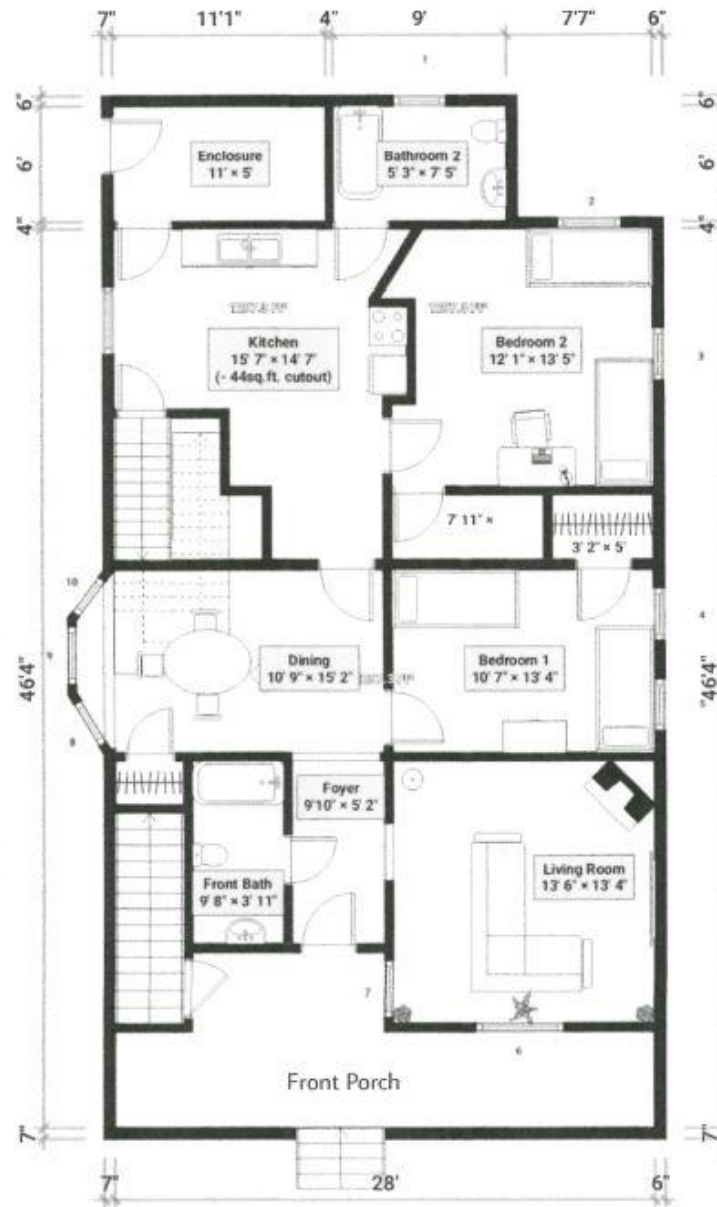 7" 11'1" 4" 9' 7'7" 6"
1
6" 6"
6' 6'
Enclosure
11' × 5'
Bathroom 2
5' 3" × 7' 5"
4" 4"
2
Kitchen
15' 7" × 14' 7"
(- 44sq.ft. cutout)
Bedroom 2
12' 1" × 13' 5"
3
7' 11" ×
3' 2" × 5'
10
4
9
46'4" 46'4"
Dining
10' 9" × 15' 2"
Bedroom 1
10' 7" × 13' 4"
8
Foyer
9'10" × 5' 2"
Front Bath
9' 8" × 3' 11"
Living Room
13' 6" × 13' 4"
7
6
Front Porch
7" 7"
7" 28' 6"